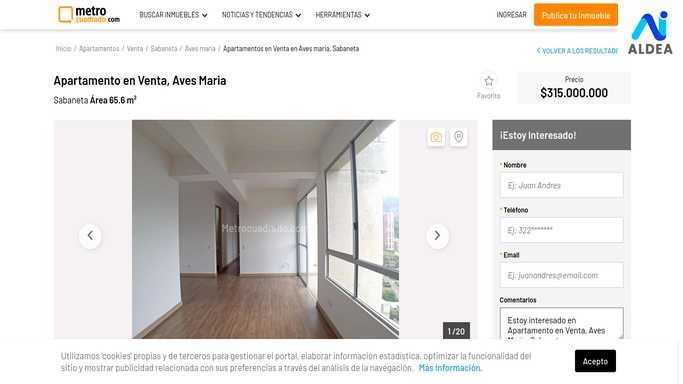 metro
cuadrado.com
BUSCAR INMUEBLES
NOTICIAS Y TENDENCIAS
HERRAMIENTAS
INGRESAR
Publica tu Inmueble
ALDEA
Inicio / Apartamentos / Venta / Sabaneta / Aves maria / Apartamentos en Venta en Aves maria, Sabaneta
VOLVER A LOS RESULTADO
Apartamento en Venta, Aves Maria
Sabaneta Área 65.6 m²
Favorito
Precio
$315.000.000
Metrocuadrado.com
1 / 20
¡Estoy Interesado!
* Nombre
Ej: Juan Andres
* Teléfono
Ej: 322*******
* Email
Ej: juanandres@email.com
Comentarios
Estoy interesado en
Apartamento en Venta, Aves
Utilizamos 'cookies' propias y de terceros para gestionar el portal, elaborar información estadística, optimizar la funcionalidad del
sitio y mostrar publicidad relacionada con sus preferencias a través del análisis de la navegación. Más información.
Acepto